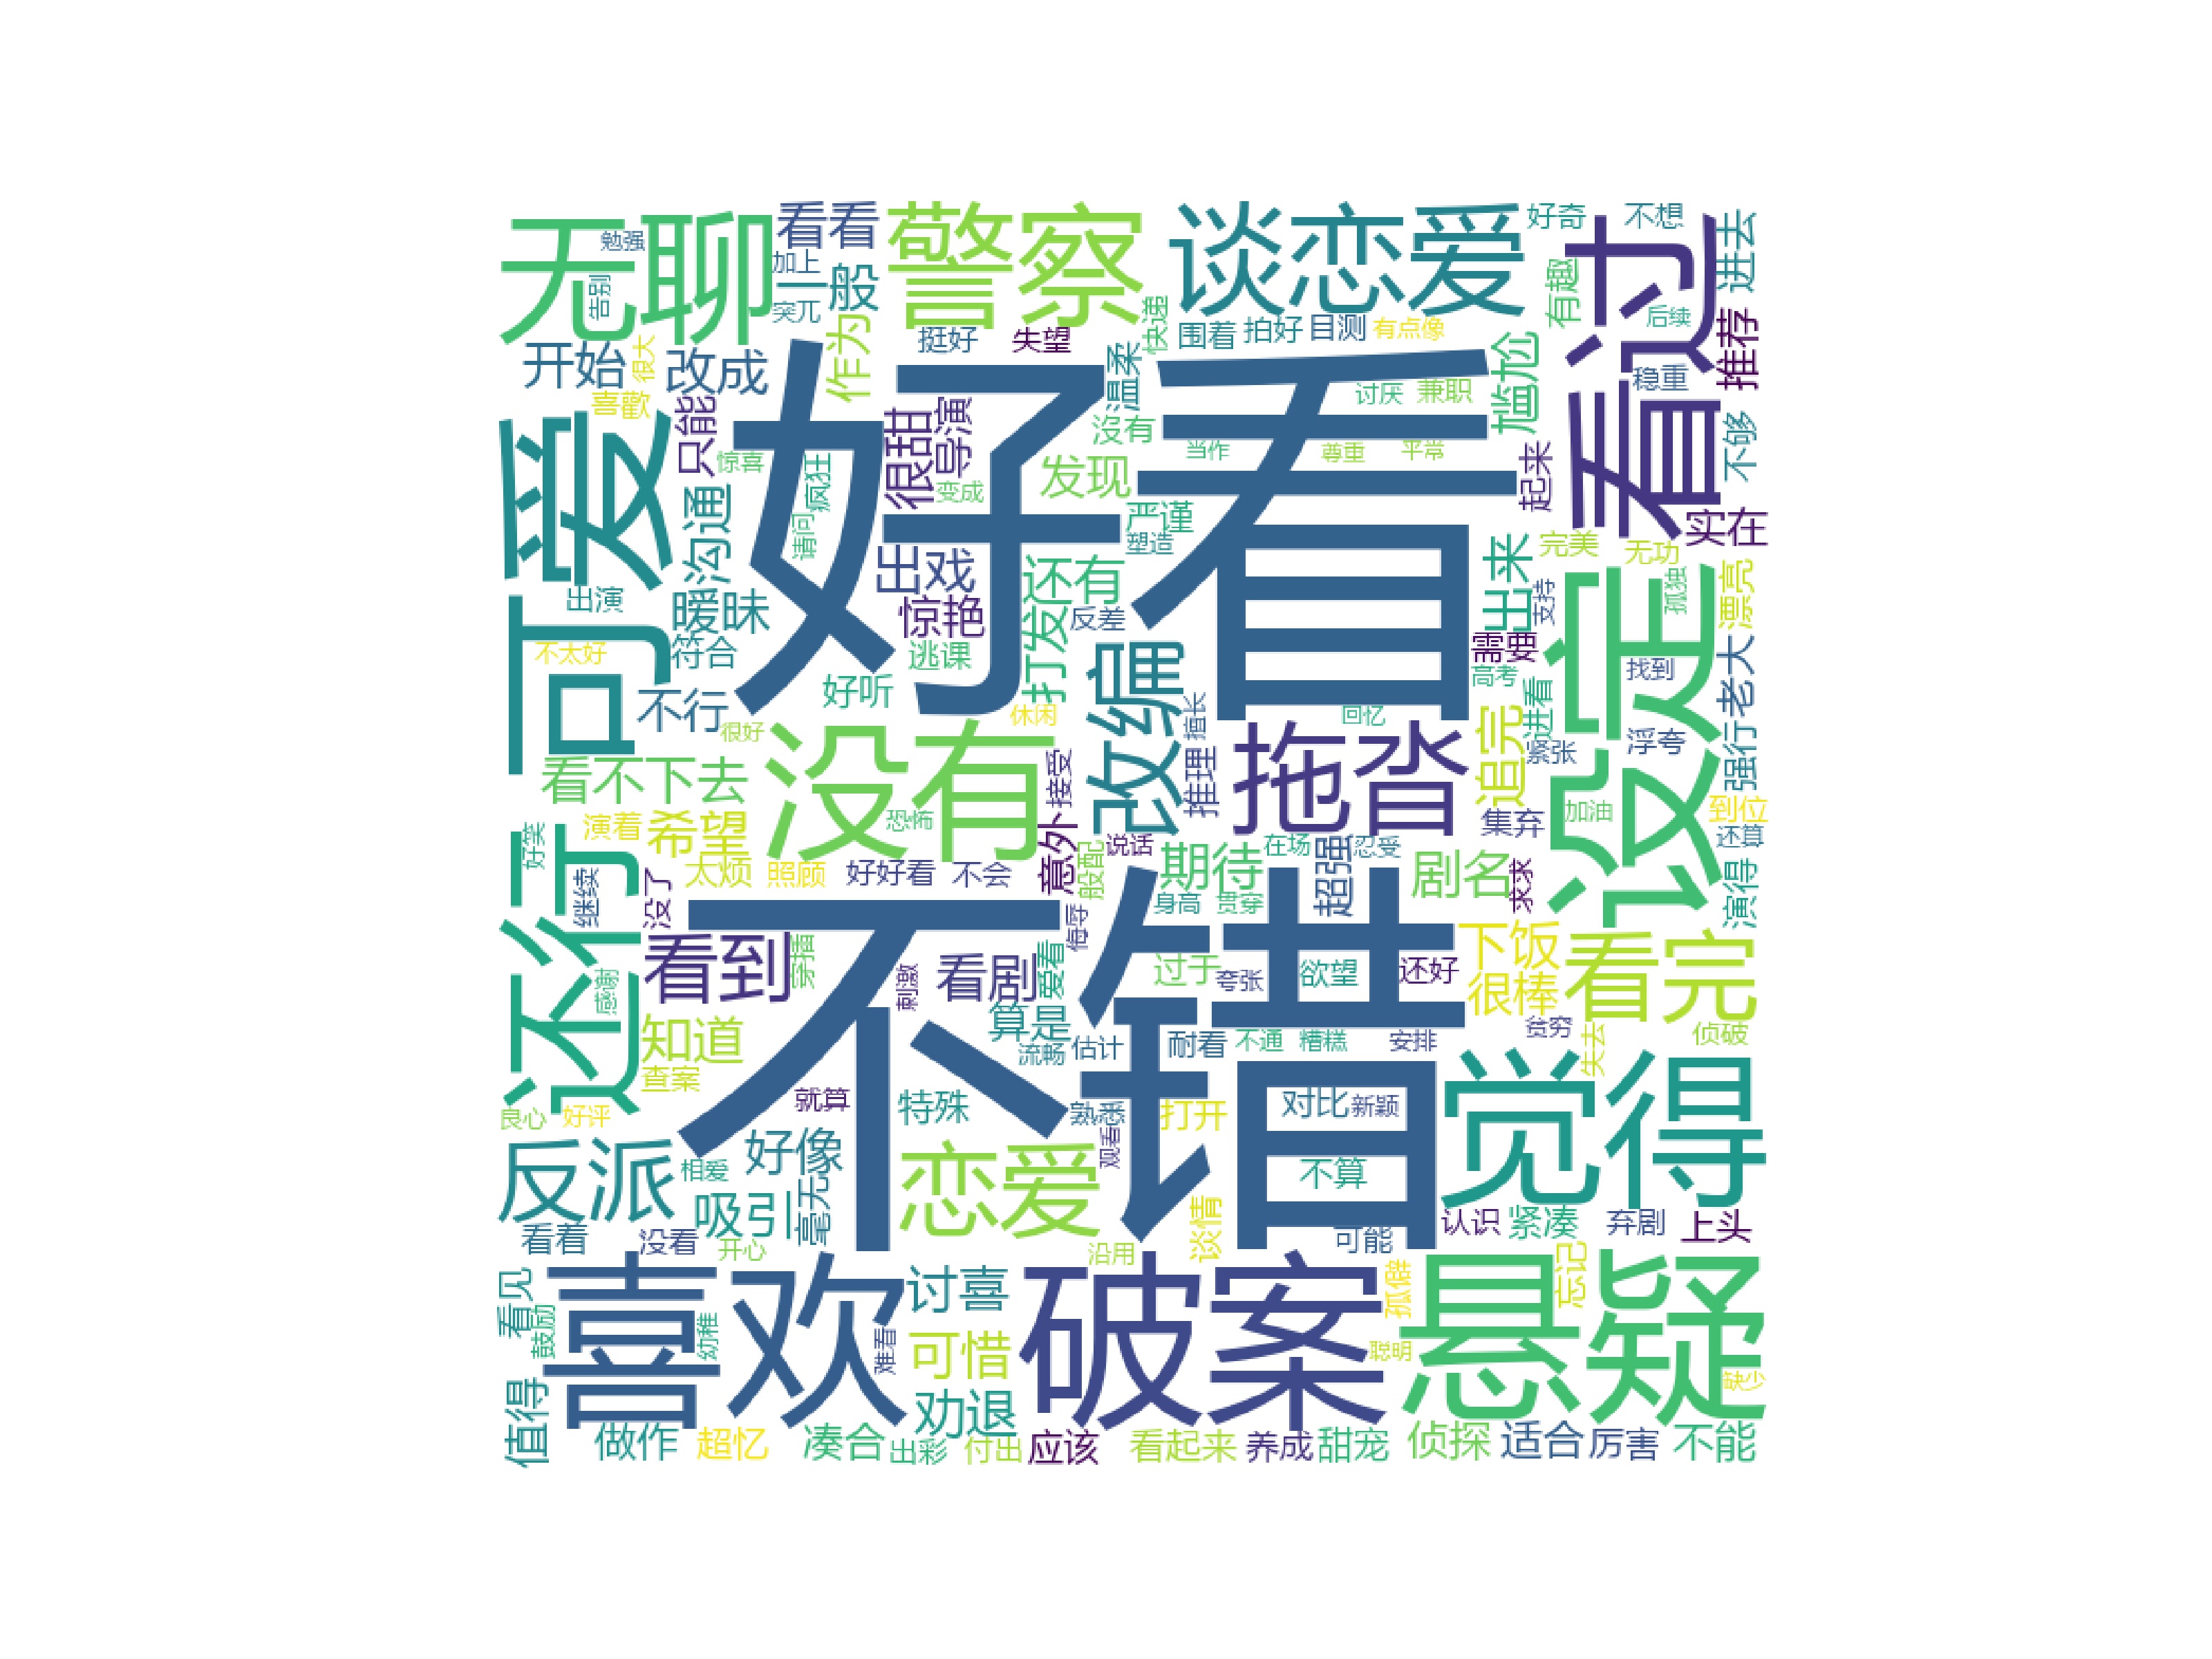 无聊
勉强
告别
看看
加上
一般
突兀
警察
谈恋爱
好奇
不想
看过
进去
有趣
后续
推荐
开始
很大
改成
作为
挺好
失望
快递
围着
拍好
目测
有点像
尴尬
稳重
喜歡
只能
很甜
导演
温柔
好看
讨厌
兼职
可爱
惊喜
疯狂
沟通
请问
变成
没有
发现
当作
尊重
平常
起来
不够
严谨
塑造
实在
出演
暧昧
出戏
还有
惊艳
反差
出来
完美
无功
支持
孤独
漂亮
设定
不太好
符合
逃课
打发
改编
需要
高考
找到
老大
不行
好听
很好
休闲
擅长
回忆
追完
进看
紧张
浮夸
强行
看不下去
没有
接受
推理
拖沓
还行
好笑
演着
希望
恐怖
意外
说话
在场
忍受
集弃
加油
到位
还算
太烦
照顾
好好看
不会
般配
期待
超强
剧名
求求
演得
继续
没了
身高
贯穿
侮辱
不错
看到
穿播
看剧
刺激
爱看
过于
夸张
欲望
还好
下饭
很棒
看完
感谢
知道
算是
流畅
估计
耐看
不通
糟糕
安排
贫穷
失去
侦破
查案
良心
好评
就算
特殊
熟悉
打开
对比
新颖
觉得
反派
相爱
好像
毫无
恋爱
观看
不算
吸引
谈情
可能
认识
紧凑
弃剧
上头
看着
没看
开心
沿用
忘记
看见
鼓励
喜欢
幼稚
讨喜
难看
可惜
破案
孤僻
聪明
悬疑
缺少
值得
劝退
做作
超忆
凑合
出彩
付出
应该
看起来
养成
甜宠
侦探
适合
厉害
不能